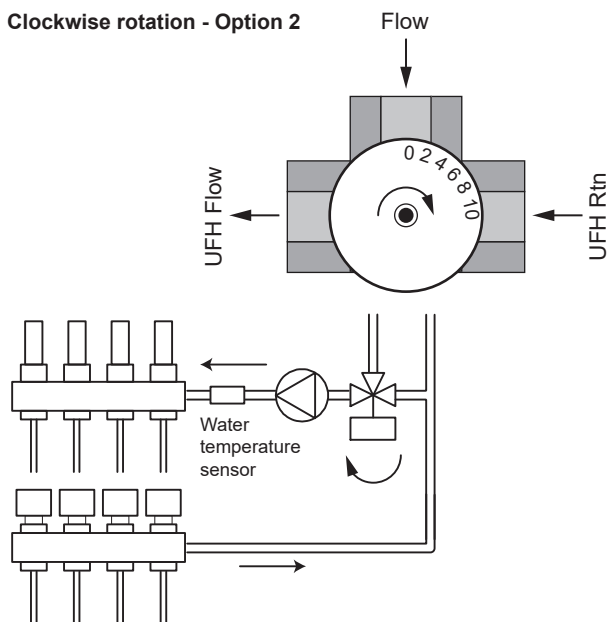 Clockwise rotation - Option 2
Flow
0 2 4 6 8 10
UFH Flow
UFH Rtn
Water
temperature
sensor